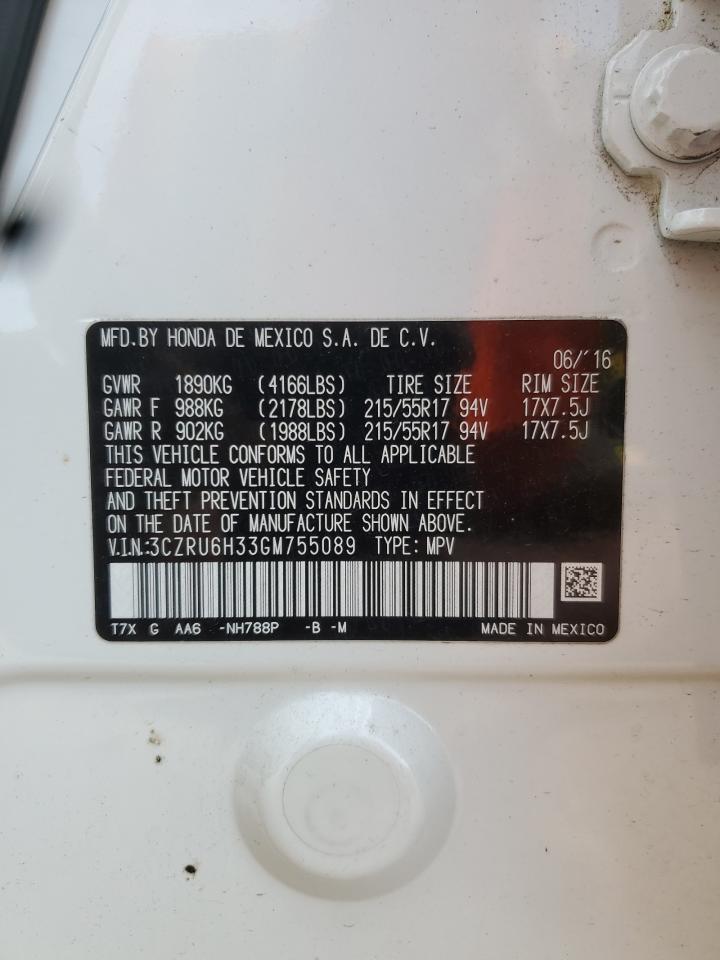 MFD.BY HONDA DE MEXICO S.A. DE C.V.
06/'16
GVWR 1890KG (4166LBS) TIRE SIZE RIM SIZE
GAWR F 988KG (2178LBS) 215/55R17 94V 17X7.5J
GAWR R 902KG (1988LBS) 215/55R17 94V 17X7.5J
THIS VEHICLE CONFORMS TO ALL APPLICABLE
FEDERAL MOTOR VEHICLE SAFETY
AND THEFT PREVENTION STANDARDS IN EFFECT
ON THE DATE OF MANUFACTURE SHOWN ABOVE.
V.I.N.:3CZRU6H33GM755089 TYPE: MPV
T7X G AA6 -NH788P -B -M MADE IN MEXICO